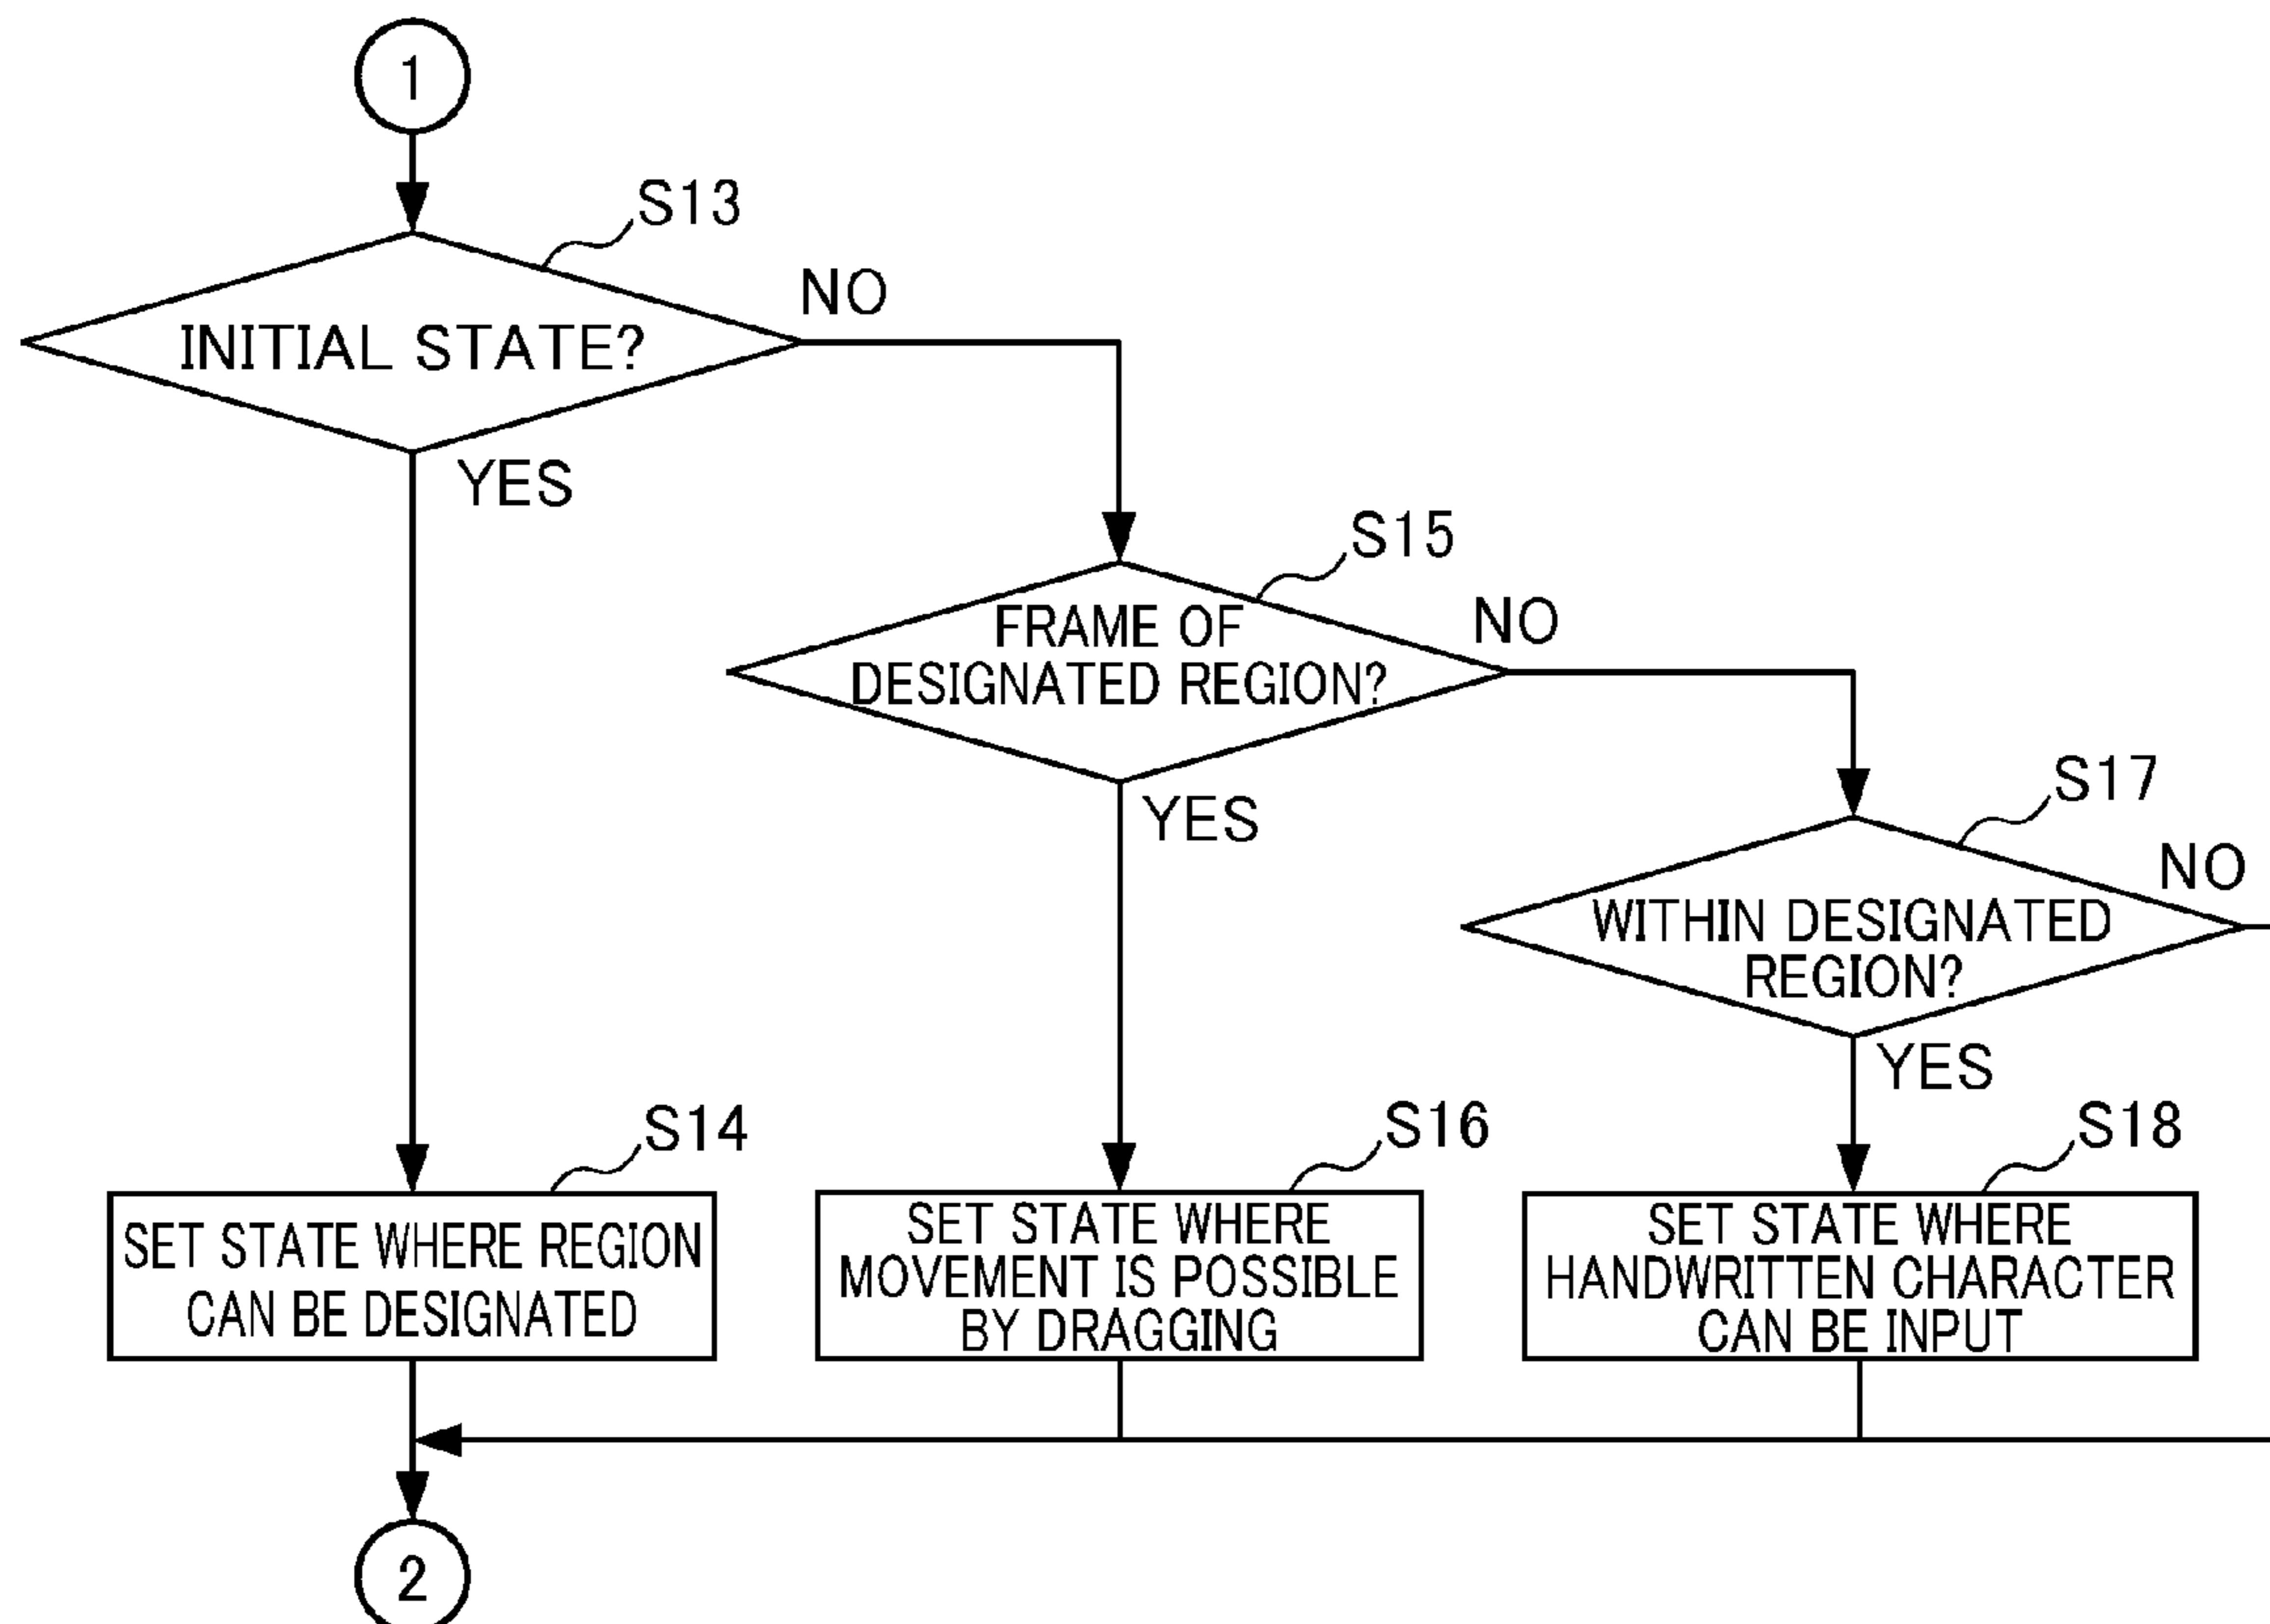 1
S13
INITIAL STATE?
NO
YES
S15
FRAME OF
DESIGNATED REGION?
NO
YES
S17
WITHIN DESIGNATED
REGION?
NO
YES
S14
SET STATE WHERE REGION
CAN BE DESIGNATED
S16
SET STATE WHERE
MOVEMENT IS POSSIBLE
BY DRAGGING
S18
SET STATE WHERE
HANDWRITTEN CHARACTER
CAN BE INPUT
2